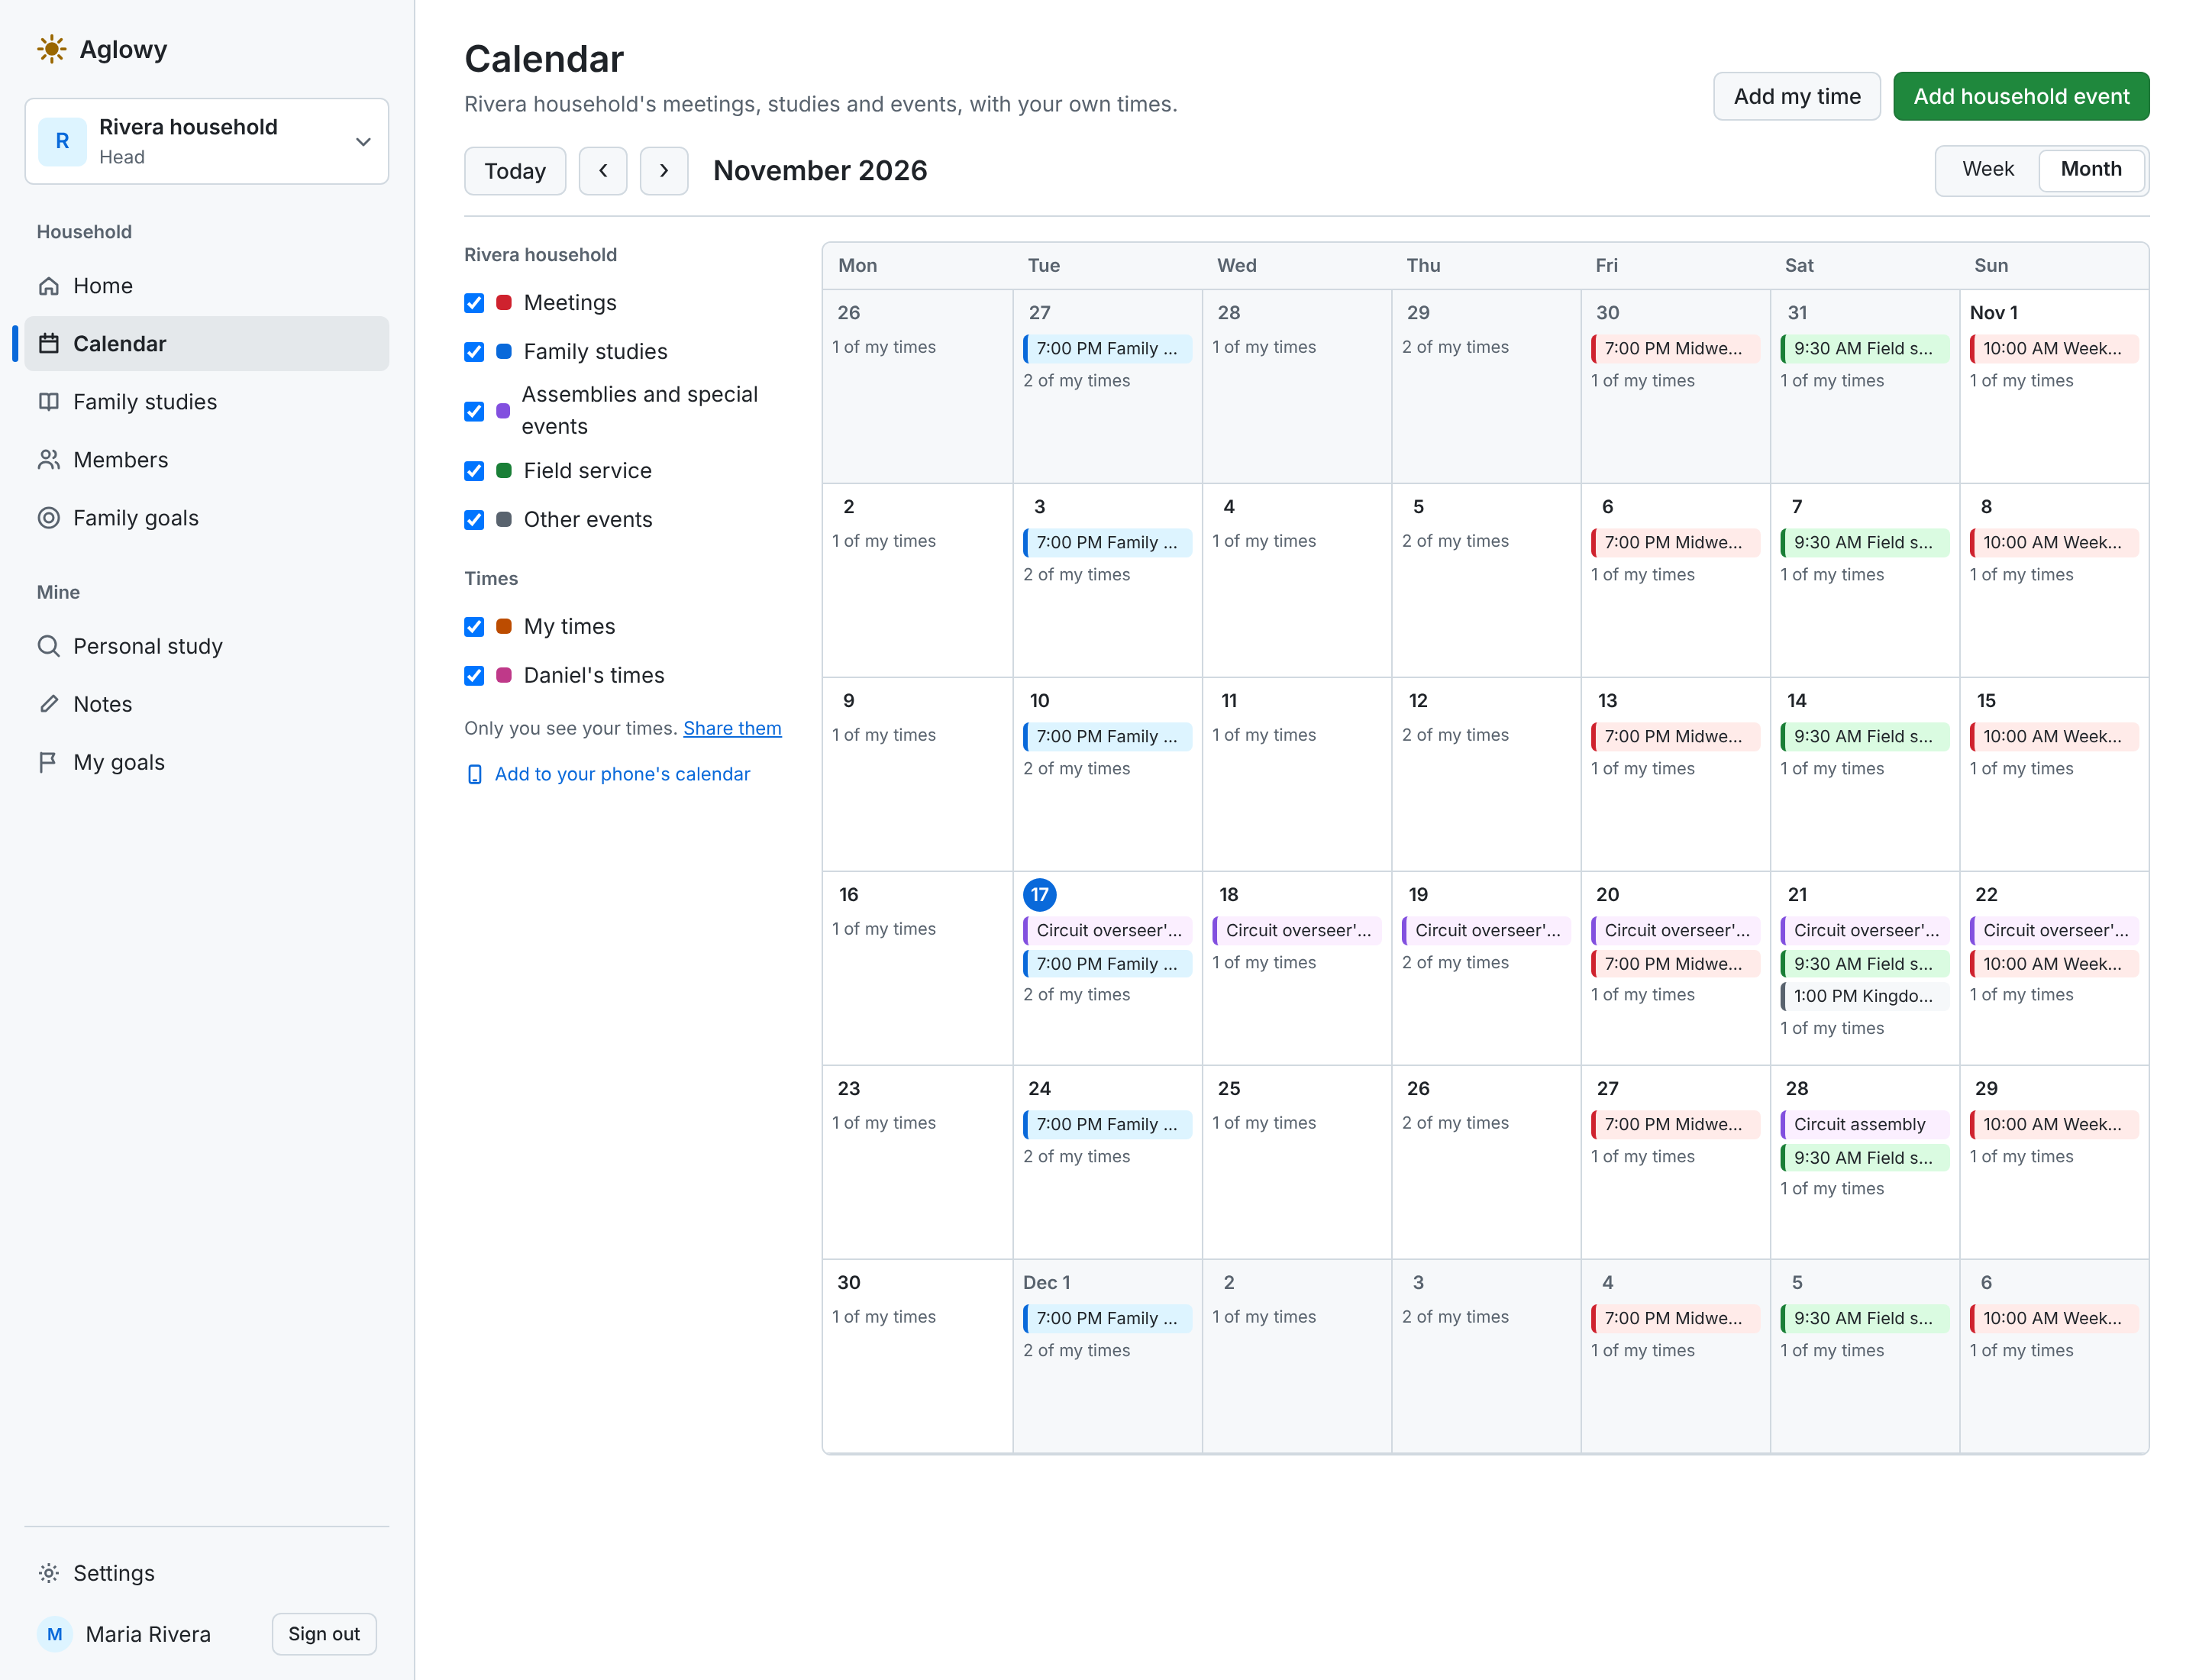 Aglowy
R
Rivera household
Head
Household
Home
Calendar
Family studies
Members
Family goals
Mine
Personal study
Notes
My goals
Settings
M
Maria Rivera
Sign out
Calendar
Rivera household's meetings, studies and events, with your own times.
Add my time
Add household event
Today
November 2026
Week
Month
Rivera household
Meetings
Family studies
Assemblies and special
events
Field service
Other events
Times
My times
Daniel's times
Only you see your times. Share them
Add to your phone's calendar
Mon Tue Wed Thu Fri Sat Sun
26 27 28 29 30 31 Nov 1
1 of my times 7:00 PM Family ... 1 of my times 2 of my times 7:00 PM Midwe... 9:30 AM Field s... 10:00 AM Week...
2 of my times 1 of my times 1 of my times 1 of my times
2 3 4 5 6 7 8
1 of my times 7:00 PM Family ... 1 of my times 2 of my times 7:00 PM Midwe... 9:30 AM Field s... 10:00 AM Week...
2 of my times 1 of my times 1 of my times 1 of my times
9 10 11 12 13 14 15
1 of my times 7:00 PM Family ... 1 of my times 2 of my times 7:00 PM Midwe... 9:30 AM Field s... 10:00 AM Week...
2 of my times 1 of my times 1 of my times 1 of my times
16 17 18 19 20 21 22
1 of my times Circuit overseer'... Circuit overseer'... Circuit overseer'... Circuit overseer'... Circuit overseer'... Circuit overseer'...
7:00 PM Family ... 1 of my times 2 of my times 7:00 PM Midwe... 9:30 AM Field s... 10:00 AM Week...
2 of my times 1 of my times 1:00 PM Kingdo... 1 of my times
1 of my times
23 24 25 26 27 28 29
1 of my times 7:00 PM Family ... 1 of my times 2 of my times 7:00 PM Midwe... Circuit assembly 10:00 AM Week...
2 of my times 1 of my times 9:30 AM Field s... 1 of my times
1 of my times
30 Dec 1 2 3 4 5 6
1 of my times 7:00 PM Family ... 1 of my times 2 of my times 7:00 PM Midwe... 9:30 AM Field s... 10:00 AM Week...
2 of my times 1 of my times 1 of my times 1 of my times